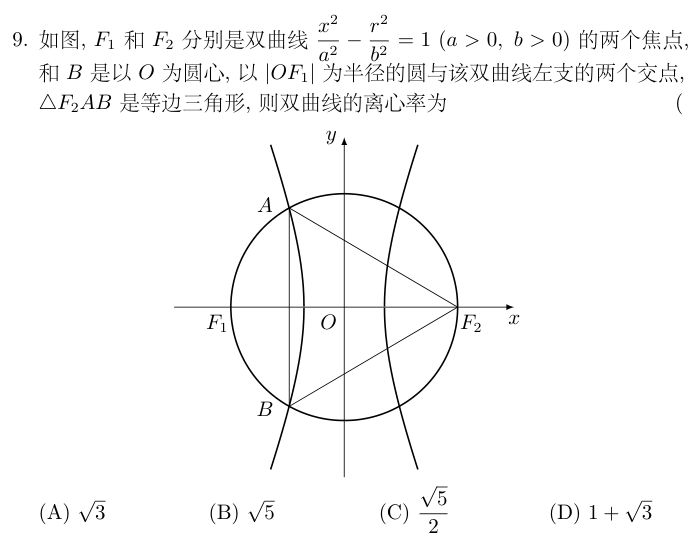 9. 如图, F₁ 和 F₂ 分别是双曲线 x²/a² − r²/b² = 1 (a > 0, b > 0) 的两个焦点,
和 B 是以 O 为圆心, 以 |OF₁| 为半径的圆与该双曲线左支的两个交点,
△F₂AB 是等边三角形, 则双曲线的离心率为 (
y
A
F₁ O F₂ x
B
(A) √3 (B) √5 (C) √5/2 (D) 1 + √3